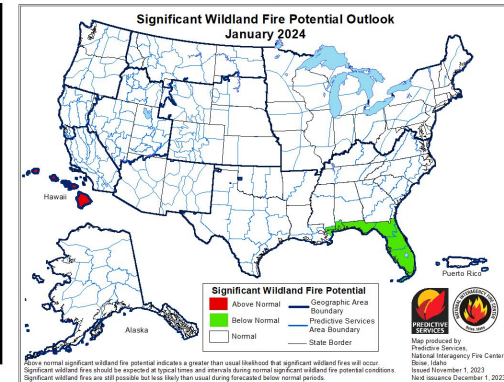 Significant Wildland Fire Potential Outlook
January 2024
Hawaii
Alaska
Puerto Rico
Significant Wildland Fire Potential
Above Normal
Below Normal
Normal
Geographic Area
Boundary
Predictive Services
Area Boundary
State Border
PREDICTIVE
SERVICES
Map produced by
Predictive Services,
National Interagency Fire Cente
Boise, Idaho
Issued November 1, 2023
Next issuance December 1, 2023
Above normal significant wildland fire potential indicates a greater than usual likelihood that significant wildland fires will occur.
Significant wildland fires should be expected at typical times and intervals during normal significant wildland fire potential conditions.
Significant wildland fires are still possible but less likely than usual during forecasted below normal periods.